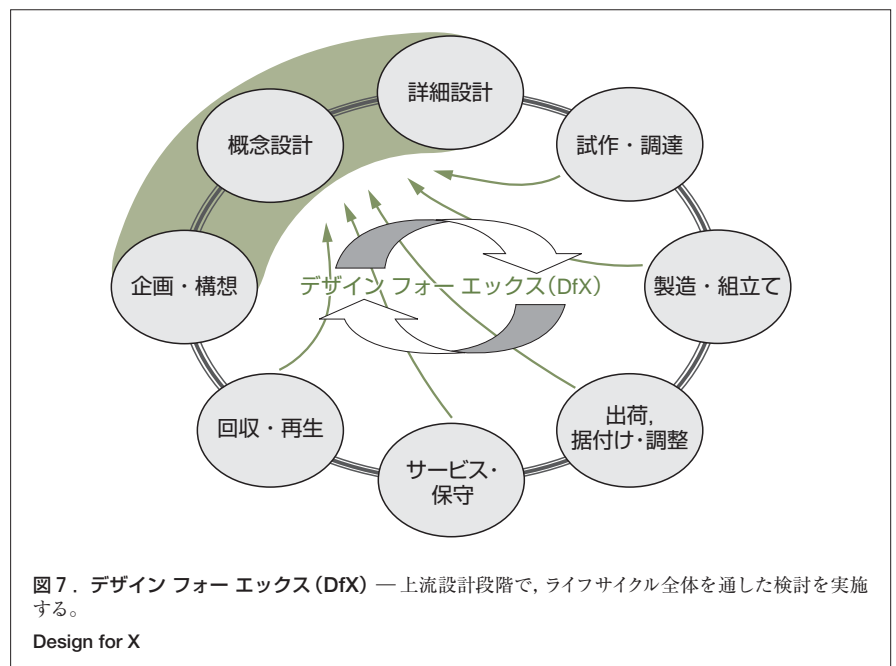 詳細設計
概念設計
試作・調達
企画・構想
デザイン フォー エックス(DfX)
製造・組立て
回収・再生
出荷,
据付け・調整
サービス・
保守
図7．デザイン フォー エックス(DfX) — 上流設計段階で, ライフサイクル全体を通した検討を実施
する。
Design for X